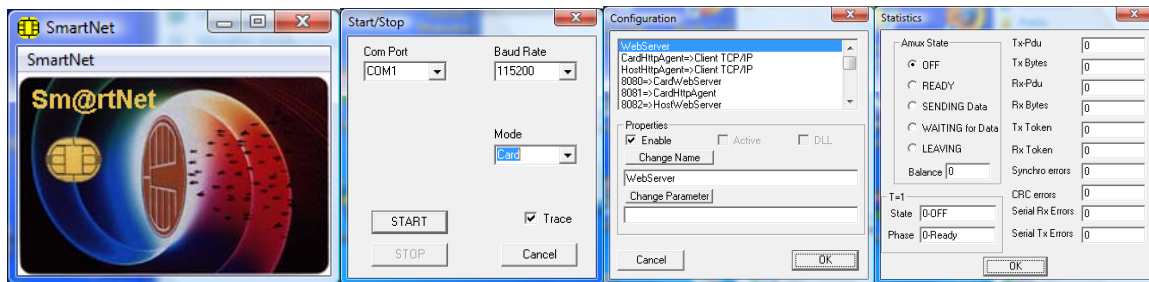 SmartNet
SmartNet
Sm@rtNet
Start/Stop
Com Port
Baud Rate
COM1
115200
Mode
Card
START
Trace
STOP
Cancel
Configuration
WebServer
CardHttpAgent=>Client TCP/IP
HostHttpAgent=>Client TCP/IP
8080=>CardWebServer
8081=>CardHttpAgent
8082=>HostWebServer
Properties
Enable
Active
DLL
Change Name
WebServer
Change Parameter
Cancel
OK
Statistics
Amux State
OFF
READY
SENDING Data
WAITING for Data
LEAVING
Balance 0
T=1
State 0-OFF
Phase 0-Ready
Tx-Pdu 0
Tx Bytes 0
Rx-Pdu 0
Rx Bytes 0
Tx Token 0
Rx Token 0
Synchro errors 0
CRC errors 0
Serial Rx Errors 0
Serial Tx Errors 0
OK